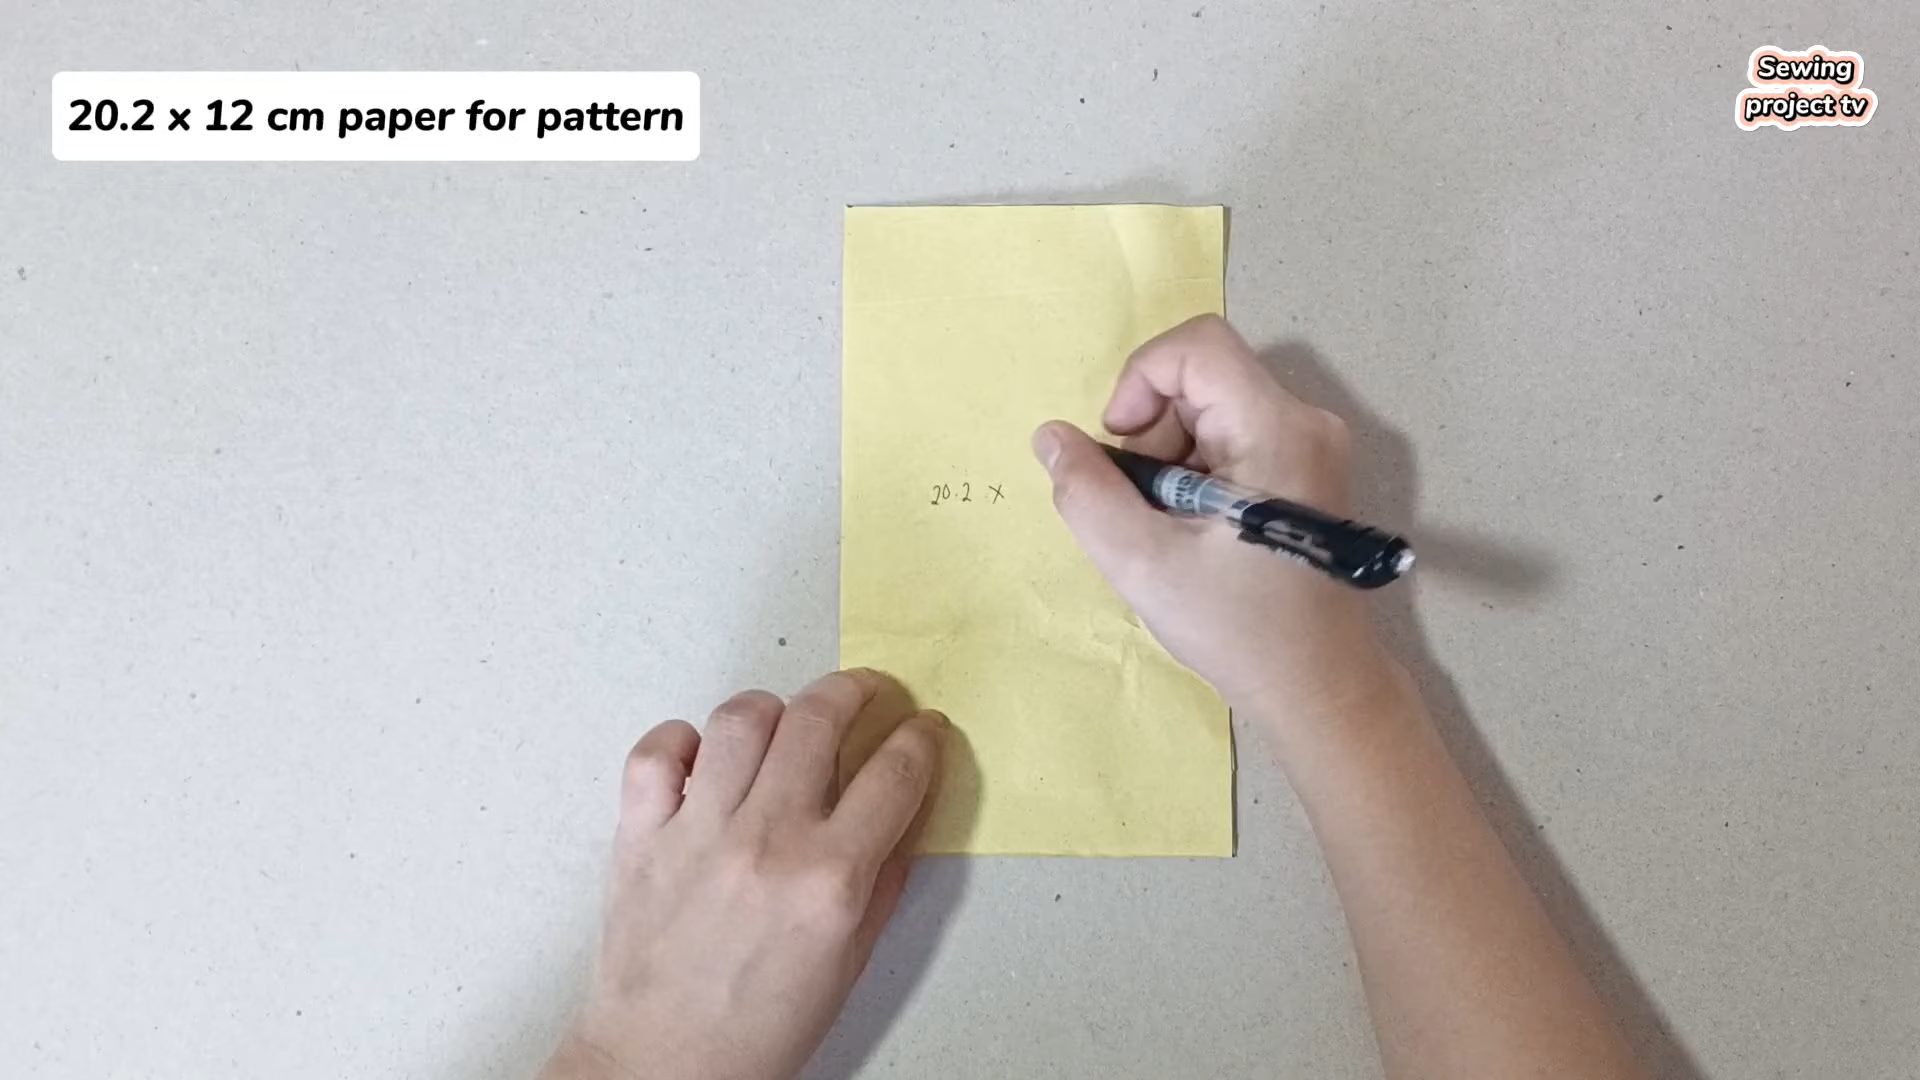 20.2 x 12 cm paper for pattern
Sewing
project tv
20.2 x